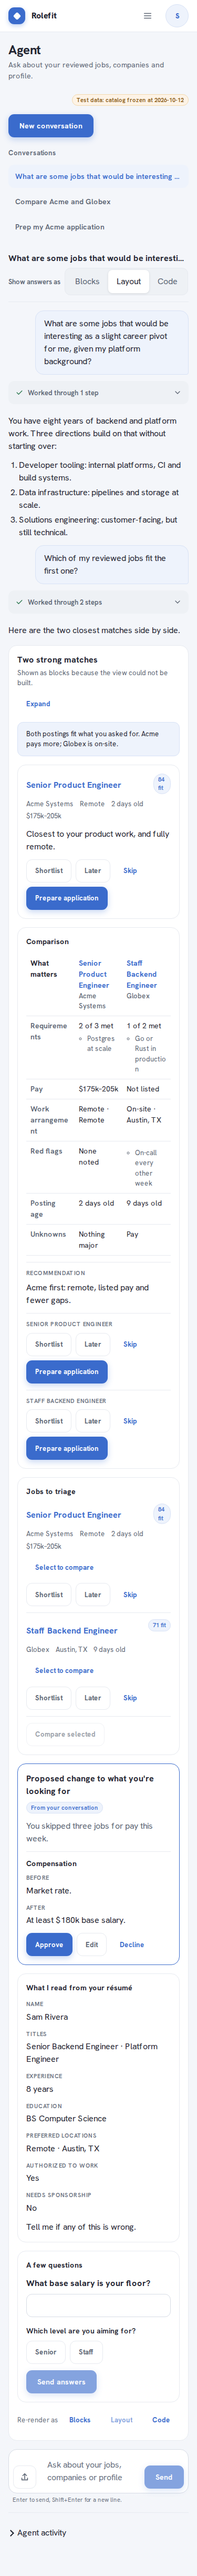 Rolefit
S
Agent
Ask about your reviewed jobs, companies and
profile.
Test data: catalog frozen at 2026-10-12
New conversation
Conversations
What are some jobs that would be interesting ...
Compare Acme and Globex
Prep my Acme application
What are some jobs that would be interesti...
Show answers as
Blocks
Layout
Code
What are some jobs that would be
interesting as a slight career pivot
for me, given my platform
background?
Worked through 1 step
You have eight years of backend and platform
work. Three directions build on that without
starting over:
1. Developer tooling: internal platforms, CI and
build systems.
2. Data infrastructure: pipelines and storage at
scale.
3. Solutions engineering: customer-facing, but
still technical.
Which of my reviewed jobs fit the
first one?
Worked through 2 steps
Here are the two closest matches side by side.
Two strong matches
Shown as blocks because the view could not be
built.
Expand
Both postings fit what you asked for. Acme
pays more; Globex is on-site.
Senior Product Engineer
84
fit
Acme Systems Remote 2 days old
$175k–205k
Closest to your product work, and fully
remote.
Shortlist
Later
Skip
Prepare application
Comparison
What
matters
Senior
Product
Engineer
Acme
Systems
Staff
Backend
Engineer
Globex
Requireme
nts
2 of 3 met
Postgres
at scale
1 of 2 met
Go or
Rust in
productio
n
Pay
$175k–205k
Not listed
Work
arrangeme
nt
Remote ·
Remote
On-site ·
Austin, TX
Red flags
None
noted
On-call
every
other
week
Posting
age
2 days old
9 days old
Unknowns
Nothing
major
Pay
RECOMMENDATION
Acme first: remote, listed pay and
fewer gaps.
SENIOR PRODUCT ENGINEER
Shortlist
Later
Skip
Prepare application
STAFF BACKEND ENGINEER
Shortlist
Later
Skip
Prepare application
Jobs to triage
Senior Product Engineer
84
fit
Acme Systems Remote 2 days old
$175k–205k
Select to compare
Shortlist
Later
Skip
Staff Backend Engineer
71 fit
Globex Austin, TX 9 days old
Select to compare
Shortlist
Later
Skip
Compare selected
Proposed change to what you're
looking for
From your conversation
You skipped three jobs for pay this
week.
Compensation
BEFORE
Market rate.
AFTER
At least $180k base salary.
Approve
Edit
Decline
What I read from your résumé
NAME
Sam Rivera
TITLES
Senior Backend Engineer · Platform
Engineer
EXPERIENCE
8 years
EDUCATION
BS Computer Science
PREFERRED LOCATIONS
Remote · Austin, TX
AUTHORIZED TO WORK
Yes
NEEDS SPONSORSHIP
No
Tell me if any of this is wrong.
A few questions
What base salary is your floor?
Which level are you aiming for?
Senior
Staff
Send answers
Re-render as
Blocks
Layout
Code
Ask about your jobs,
companies or profile
Send
Enter to send, Shift+Enter for a new line.
Agent activity